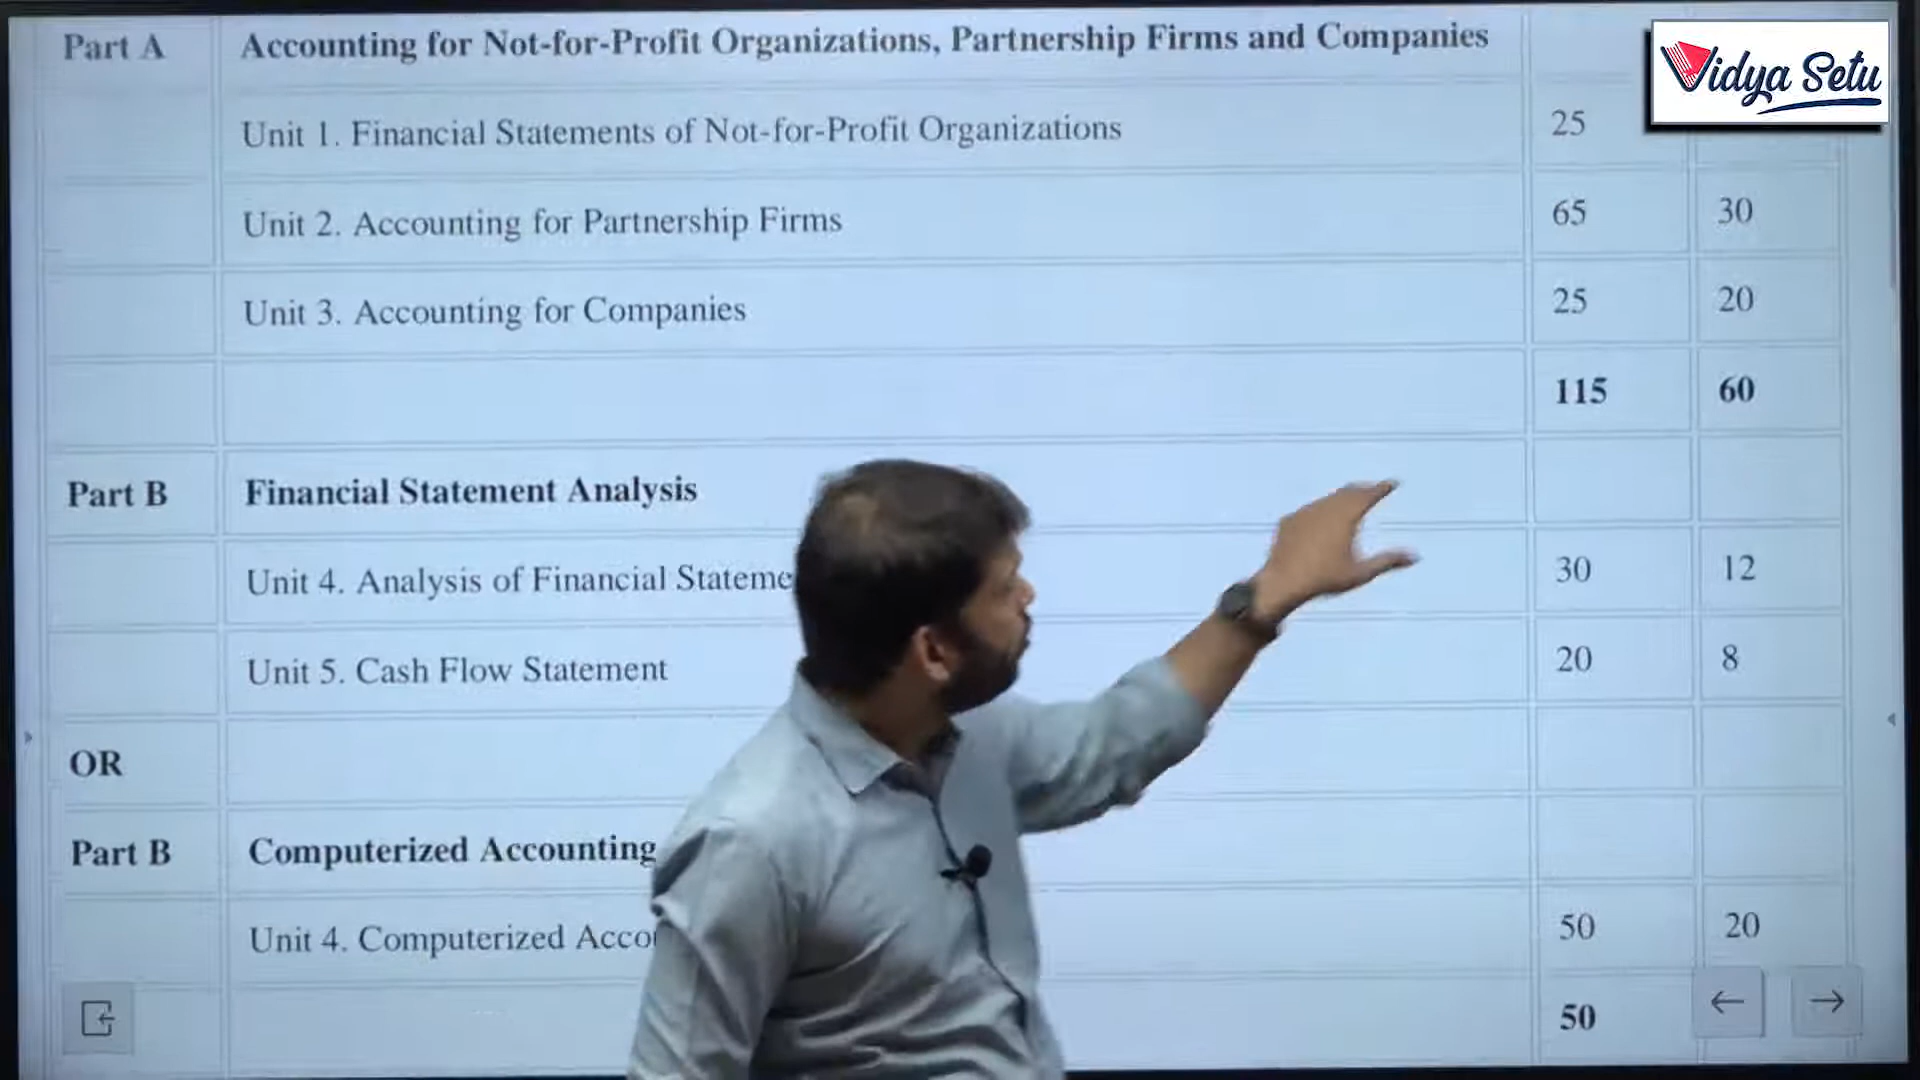 Part A Accounting for Not-for-Profit Organizations, Partnership Firms and Companies
Vidya Setu
Unit 1. Financial Statements of Not-for-Profit Organizations 25
Unit 2. Accounting for Partnership Firms 65 30
Unit 3. Accounting for Companies 25 20
115 60
Part B Financial Statement Analysis
Unit 4. Analysis of Financial 30 12
Unit 5. Cash Flow Statement 20 8
OR
Part B Computerized Accounting
Unit 4. Computerized 50 20
50